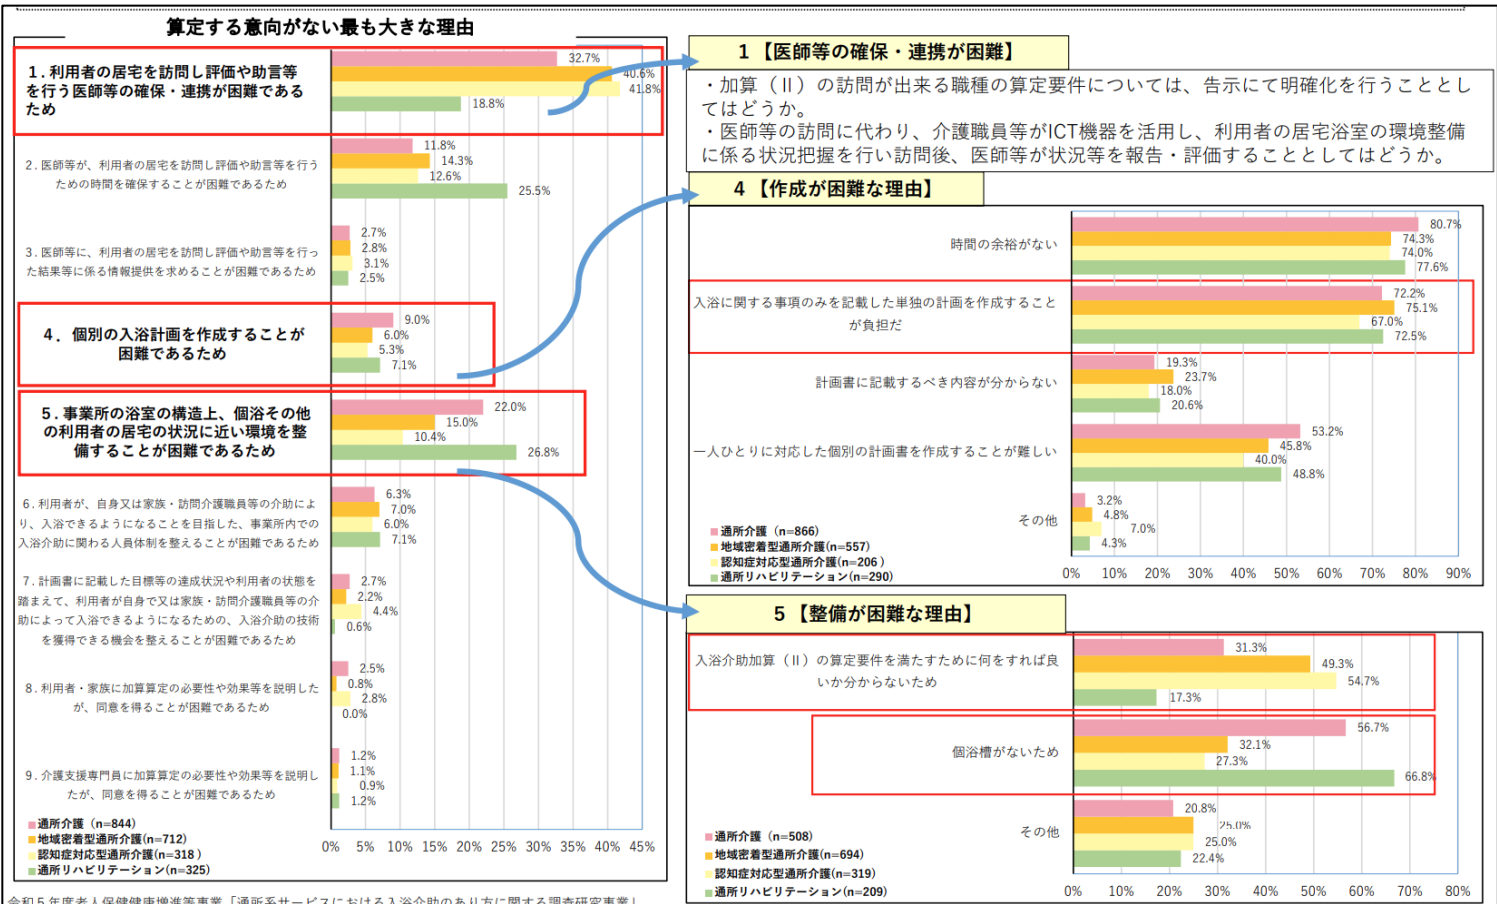 算定する意向がない最も大きな理由
1．利用者の居宅を訪問し評価や助言等
を行う医師等の確保・連携が困難である
ため
32.7%
40.6%
41.8%
18.8%
2．医師等が、利用者の居宅を訪問し評価や助言等を行う
ための時間を確保することが困難であるため
11.8%
14.3%
12.6%
25.5%
3．医師等に、利用者の居宅を訪問し評価や助言等を行っ
た結果等に係る情報提供を求めることが困難であるため
2.7%
2.8%
3.1%
2.5%
4．個別の入浴計画を作成することが
困難であるため
9.0%
6.0%
5.3%
7.1%
5．事業所の浴室の構造上、個浴その他
の利用者の居宅の状況に近い環境を整
備することが困難であるため
22.0%
15.0%
10.4%
26.8%
6．利用者が、自身又は家族・訪問介護職員等の介助によ
り、入浴できるようになることを目指した、事業所内での
入浴介助に関わる人員体制を整えることが困難であるため
6.3%
7.0%
6.0%
7.1%
7．計画書に記載した目標等の達成状況や利用者の状態を
踏まえて、利用者が自身で又は家族・訪問介護職員等の介
助によって入浴できるようになるための、入浴介助の技術
を獲得できる機会を整えることが困難であるため
2.7%
2.2%
4.4%
0.6%
8．利用者・家族に加算算定の必要性や効果等を説明した
が、同意を得ることが困難であるため
2.5%
0.8%
2.8%
0.0%
9．介護支援専門員に加算算定の必要性や効果等を説明し
たが、同意を得ることが困難であるため
1.2%
1.1%
0.9%
1.2%
通所介護（n=844)
地域密着型通所介護(n=712)
認知症対応型通所介護(n=318 )
通所リハビリテーション(n=325)
0% 5% 10% 15% 20% 25% 30% 35% 40% 45%
令和５年度老人保健健康増進等事業「通所系サービスにおける入浴介助のあり方に関する調査研究事業」
1【医師等の確保・連携が困難】
・加算（Ⅱ）の訪問が出来る職種の算定要件については、告示にて明確化を行うこととし
てはどうか。
・医師等の訪問に代わり、介護職員等がICT機器を活用し、利用者の居宅浴室の環境整備
に係る状況把握を行い訪問後、医師等が状況等を報告・評価することとしてはどうか。
4【作成が困難な理由】
時間の余裕がない
80.7%
74.3%
74.0%
77.6%
入浴に関する事項のみを記載した単独の計画を作成すること
が負担だ
72.2%
75.1%
67.0%
72.5%
計画書に記載するべき内容が分からない
19.3%
23.7%
18.0%
20.6%
一人ひとりに対応した個別の計画書を作成することが難しい
53.2%
45.8%
40.0%
48.8%
その他
3.2%
4.8%
7.0%
4.3%
通所介護（n=866)
地域密着型通所介護(n=557)
認知症対応型通所介護(n=206 )
通所リハビリテーション(n=290)
0% 10% 20% 30% 40% 50% 60% 70% 80% 90%
5【整備が困難な理由】
入浴介助加算（Ⅱ）の算定要件を満たすために何をすれば良
いか分からないため
31.3%
49.3%
54.7%
17.3%
個浴槽がないため
56.7%
32.1%
27.3%
66.8%
その他
20.8%
25.0%
25.0%
22.4%
通所介護（n=508)
地域密着型通所介護(n=694)
認知症対応型通所介護(n=319)
通所リハビリテーション(n=209)
0% 10% 20% 30% 40% 50% 60% 70% 80%